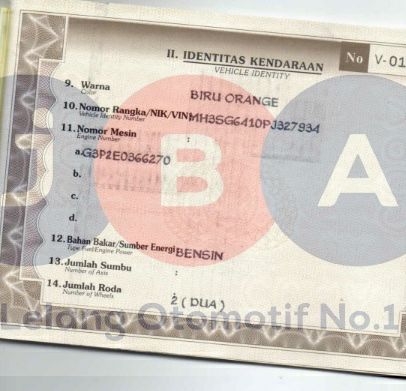 II. IDENTITAS KENDARAAN
VEHICLE IDENTITY
No V-01
9. Warna BIRU ORANGE
Color
10. Nomor Rangka/NIK/VIN MH3SG6410PJ327934
Vehicle Identity Number
11. Nomor Mesin :
Engine Number
a. G3P2E0366270
b.
c.
d.
12. Bahan Bakar/Sumber Energi BENSIN
Type Fuel/Engine Power
13. Jumlah Sumbu :
Number of Axis
14. Jumlah Roda : 2 ( DUA )
Number of Wheels
B A
Lelang Otomotif No.1